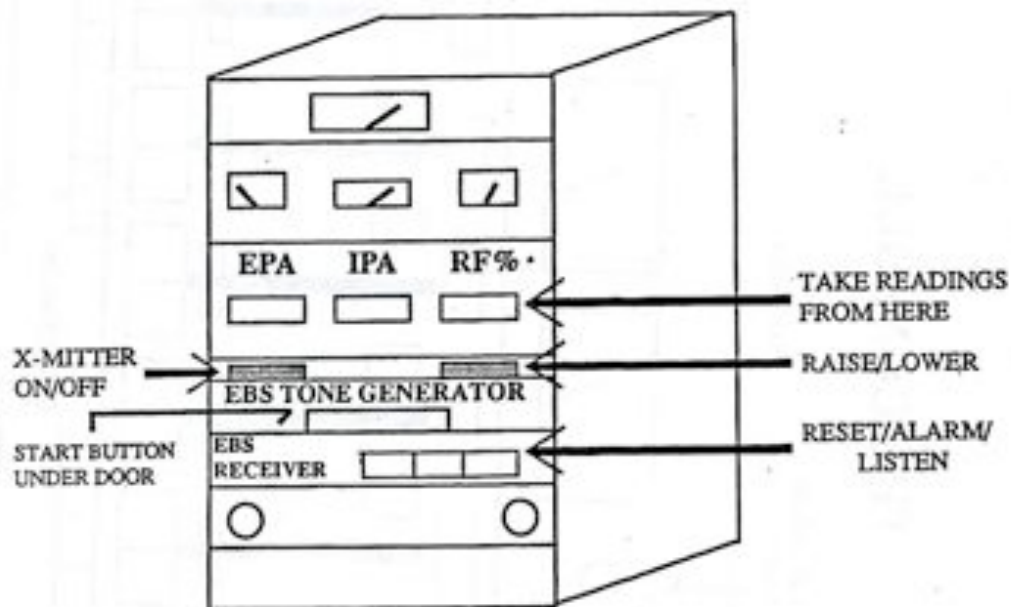 EPA IPA RF%
TAKE READINGS
FROM HERE
X-MITTER
ON/OFF
RAISE/LOWER
EBS TONE GENERATOR
START BUTTON
UNDER DOOR
EBS
RECEIVER
RESET/ALARM/
LISTEN